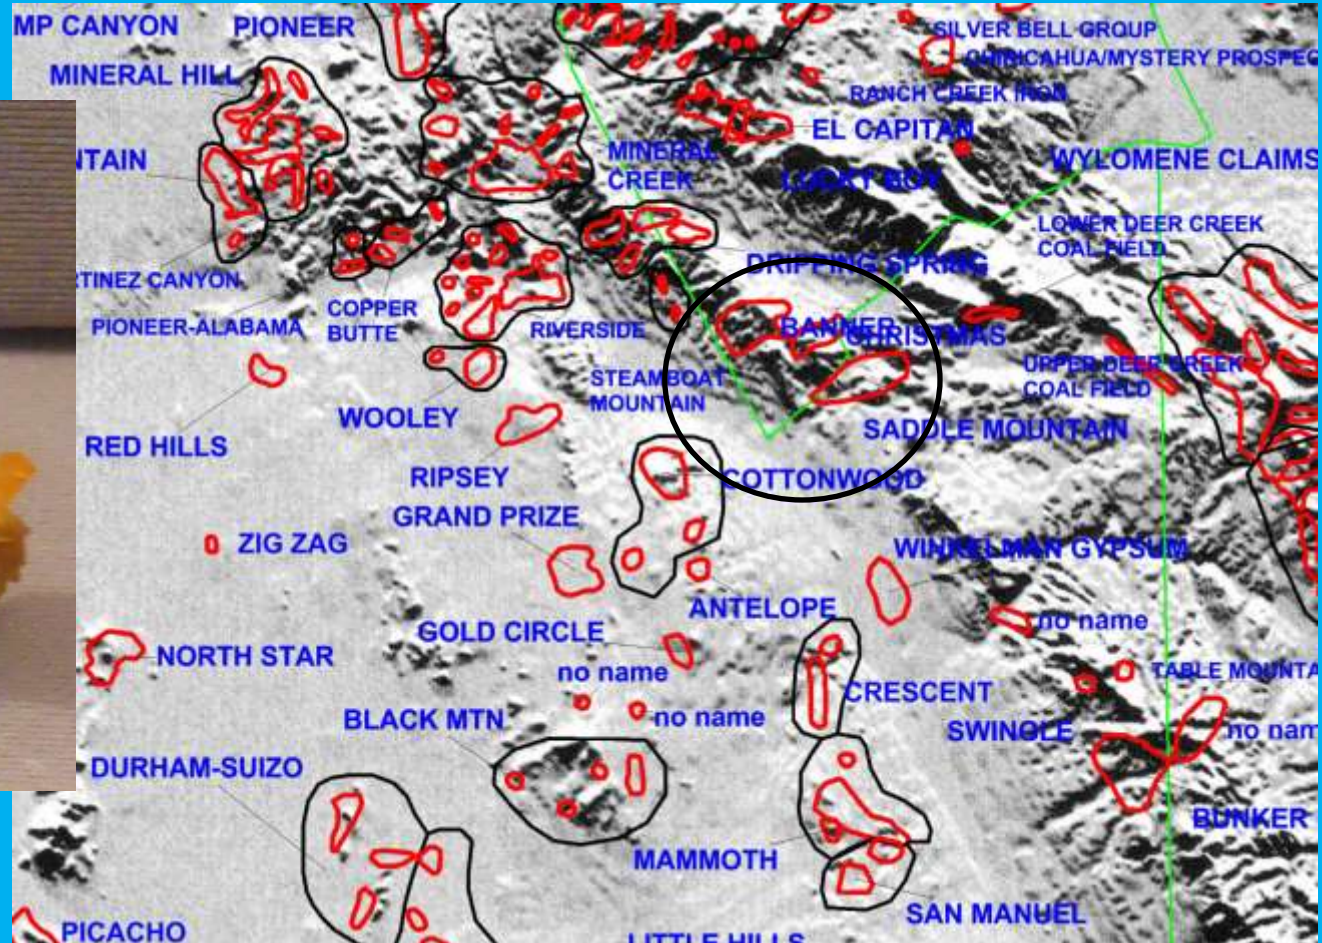 MP CANYON
PIONEER
SILVER BELL GROUP
CHIRICAHUA/MYSTERY PROSPEC
MINERAL HILL
RANCH CREEK IRON
EL CAPITAN
NTAIN
MINERAL
CREEK
WYLOMENE CLAIMS
LUCKY BOY
LOWER DEER CREEK
COAL FIELD
DRIPPING SPRING
RTINEZ CANYON
COPPER
BUTTE
PIONEER-ALABAMA
RIVERSIDE
BANNER
CHRISTMAS
STEAMBOAT
MOUNTAIN
UPPER DEER CREEK
COAL FIELD
WOOLEY
RED HILLS
SADDLE MOUNTAIN
RIPSEY
COTTONWOOD
GRAND PRIZE
ZIG ZAG
WINKELMAN GYPSUM
ANTELOPE
no name
GOLD CIRCLE
NORTH STAR
no name
TABLE MOUNTA
CRESCENT
BLACK MTN
no name
SWINGLE
no nam
DURHAM-SUIZO
BUNKER
MAMMOTH
SAN MANUEL
PICACHO
LITTLE HILLS